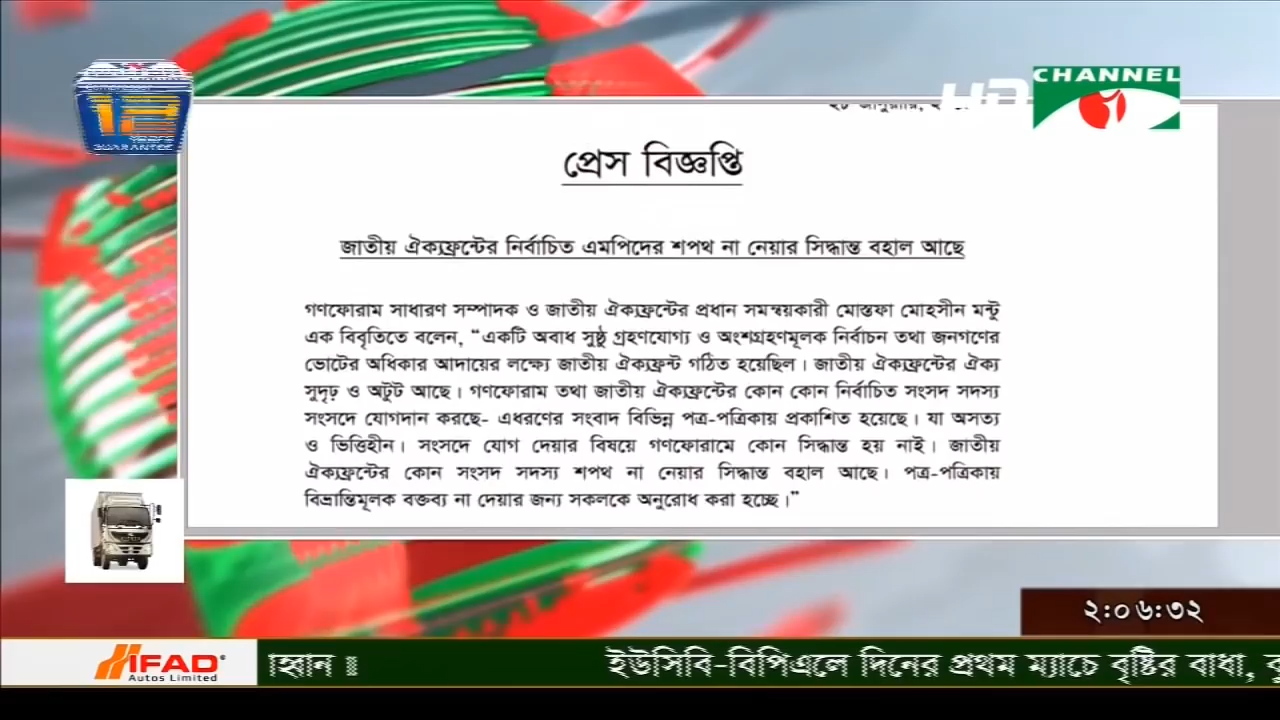 12
YEARS
GUARANTEE
HD
CHANNEL
প্রেস বিজ্ঞপ্তি
জাতীয় ঐক্যফ্রন্টের নির্বাচিত এমপিদের শপথ না নেয়ার সিদ্ধান্ত বহাল আছে
গণফোরাম সাধারণ সম্পাদক ও জাতীয় ঐক্যফ্রন্টের প্রধান সমন্বয়কারী মোস্তফা মোহসীন মন্টু
এক বিবৃতিতে বলেন, “একটি অবাধ সুষ্ঠু গ্রহণযোগ্য ও অংশগ্রহণমূলক নির্বাচন তথা জনগণের
ভোটের অধিকার আদায়ের লক্ষ্যে জাতীয় ঐক্যফ্রন্ট গঠিত হয়েছিল। জাতীয় ঐক্যফ্রন্টের ঐক্য
সুদৃঢ় ও অটুট আছে। গণফোরাম তথা জাতীয় ঐক্যফ্রন্টের কোন কোন নির্বাচিত সংসদ সদস্য
সংসদে যোগদান করছে- এধরণের সংবাদ বিভিন্ন পত্র-পত্রিকায় প্রকাশিত হয়েছে। যা অসত্য
ও ভিত্তিহীন। সংসদে যোগ দেয়ার বিষয়ে গণফোরামে কোন সিদ্ধান্ত হয় নাই। জাতীয়
ঐক্যফ্রন্টের কোন সংসদ সদস্য শপথ না নেয়ার সিদ্ধান্ত বহাল আছে। পত্র-পত্রিকায়
বিভ্রান্তিমূলক বক্তব্য না দেয়ার জন্য সকলকে অনুরোধ করা হচ্ছে।”
২:০৬:৩২
IFAD
Autos Limited
ইউসিবি-বিপিএলে দিনের প্রথম ম্যাচে বৃষ্টির বাধা,